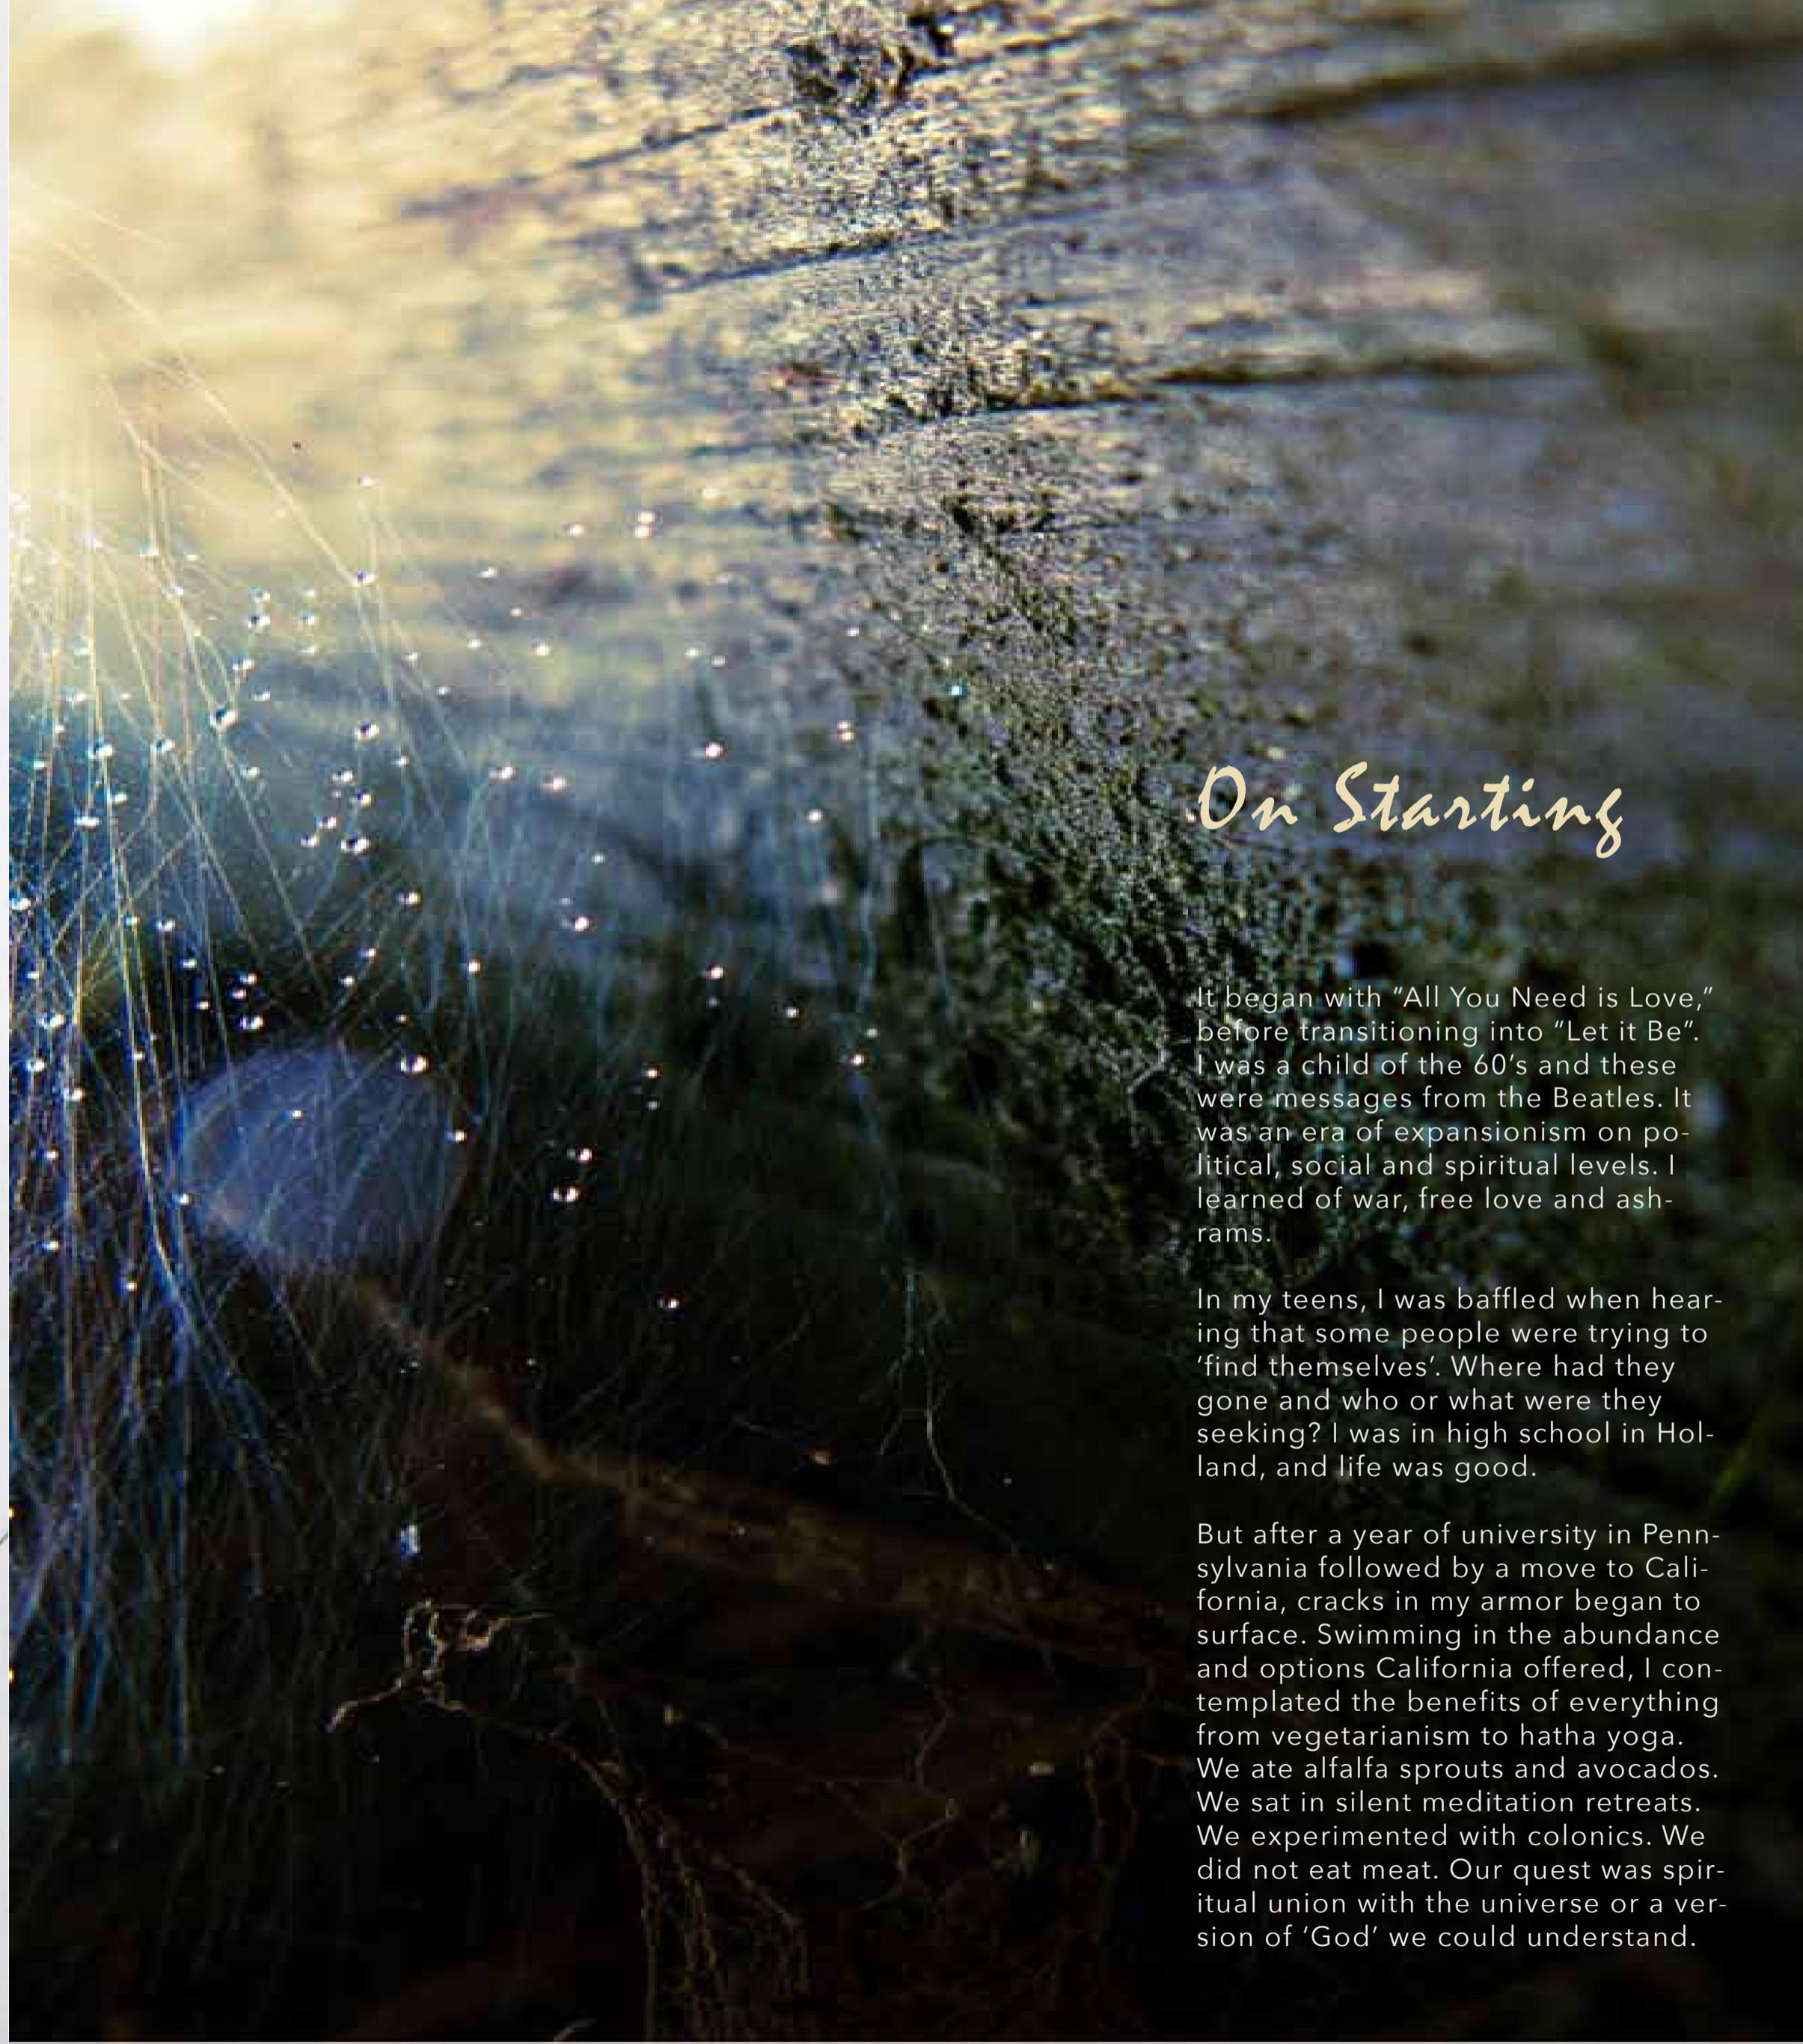 On Starting
It began with “All You Need is Love,”
before transitioning into “Let it Be”.
I was a child of the 60’s and these
were messages from the Beatles. It
was an era of expansionism on po-
litical, social and spiritual levels. I
learned of war, free love and ash-
rams.
In my teens, I was baffled when hear-
ing that some people were trying to
‘find themselves’. Where had they
gone and who or what were they
seeking? I was in high school in Hol-
land, and life was good.
But after a year of university in Penn-
sylvania followed by a move to Cali-
fornia, cracks in my armor began to
surface. Swimming in the abundance
and options California offered, I con-
templated the benefits of everything
from vegetarianism to hatha yoga.
We ate alfalfa sprouts and avocados.
We sat in silent meditation retreats.
We experimented with colonics. We
did not eat meat. Our quest was spir-
itual union with the universe or a ver-
sion of ‘God’ we could understand.